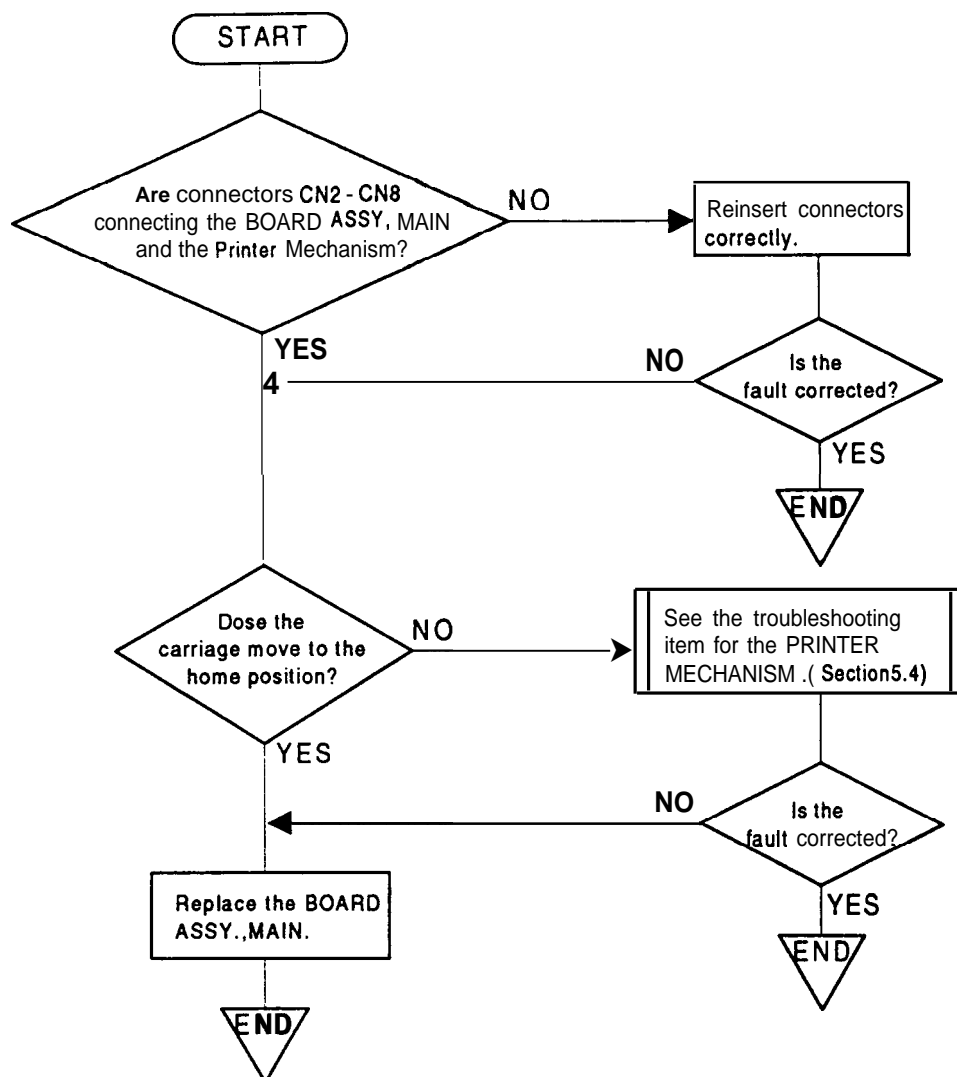 START
Are connectors CN2 - CN8
connecting the BOARD ASSY, MAIN
and the Printer Mechanism?
NO
Reinsert connectors
correctly.
YES
4
NO
Is the
fault corrected?
YES
END
Dose the
carriage move to the
home position?
NO
See the troubleshooting
item for the PRINTER
MECHANISM .( Section5.4)
YES
NO
Is the
fault corrected?
YES
END
Replace the BOARD
ASSY.,MAIN.
END